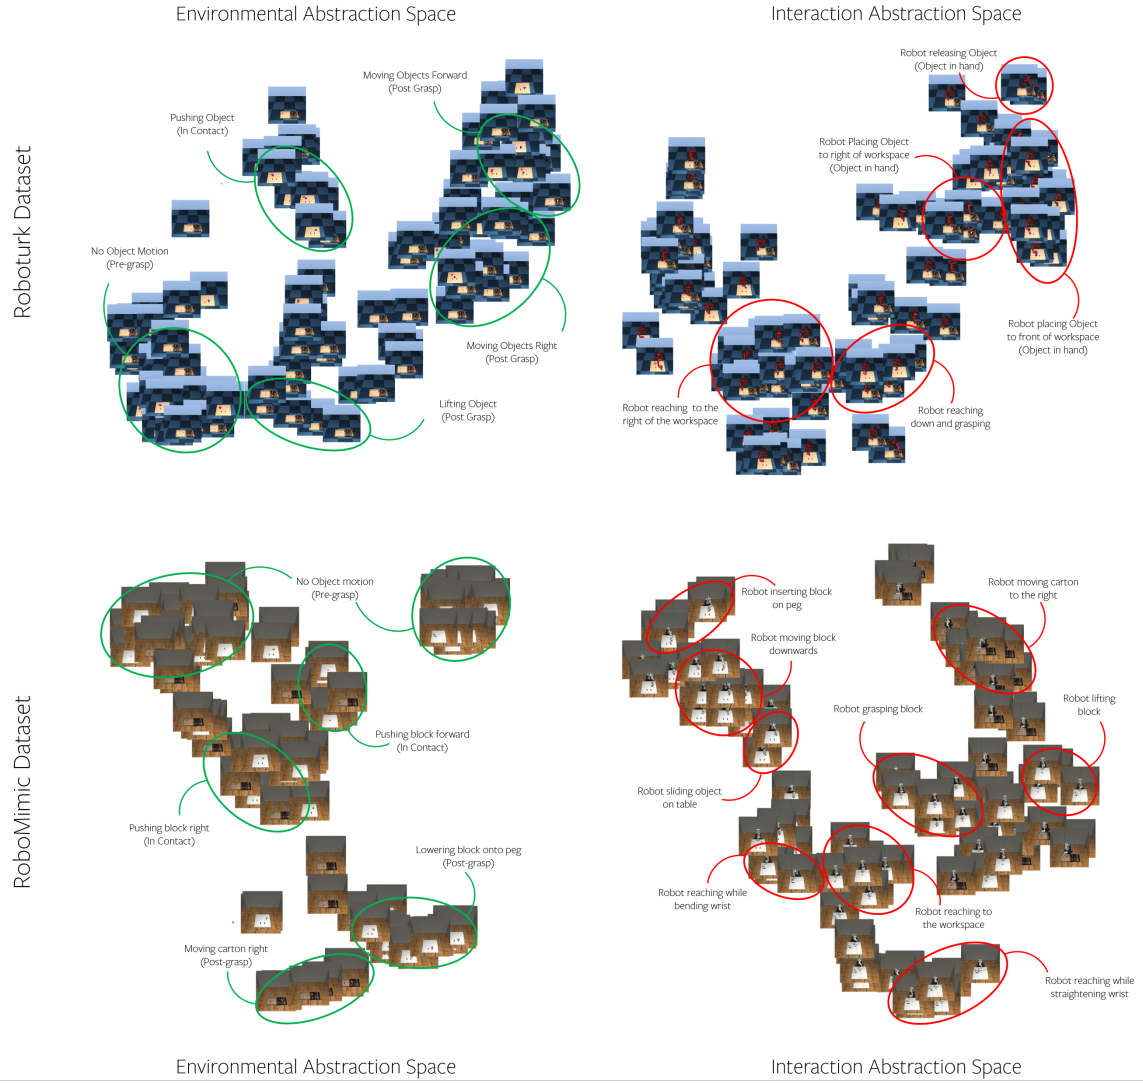 Environmental Abstraction Space
Interaction Abstraction Space
Roboturk Dataset
Moving Objects Forward
(Post Grasp)
Pushing Object
(In Contact)
No Object Motion
(Pre-grasp)
Moving Objects Right
(Post Grasp)
Lifting Object
(Post Grasp)
Robot releasing Object
(Object in hand)
Robot Placing Object
to right of workspace
(Object in hand)
Robot placing Object
to front of workspace
(Object in hand)
Robot reaching to the
right of the workspace
Robot reaching
down and grasping
RoboMimic Dataset
No Object motion
(Pre-grasp)
Pushing block forward
(In Contact)
Pushing block right
(In Contact)
Lowering block onto peg
(Post-grasp)
Moving carton right
(Post-grasp)
Robot inserting block
on peg
Robot moving carton
to the right
Robot moving block
downwards
Robot grasping block
Robot lifting
block
Robot sliding object
on table
Robot reaching while
bending wrist
Robot reaching to
the workspace
Robot reaching while
straightening wrist
Environmental Abstraction Space
Interaction Abstraction Space